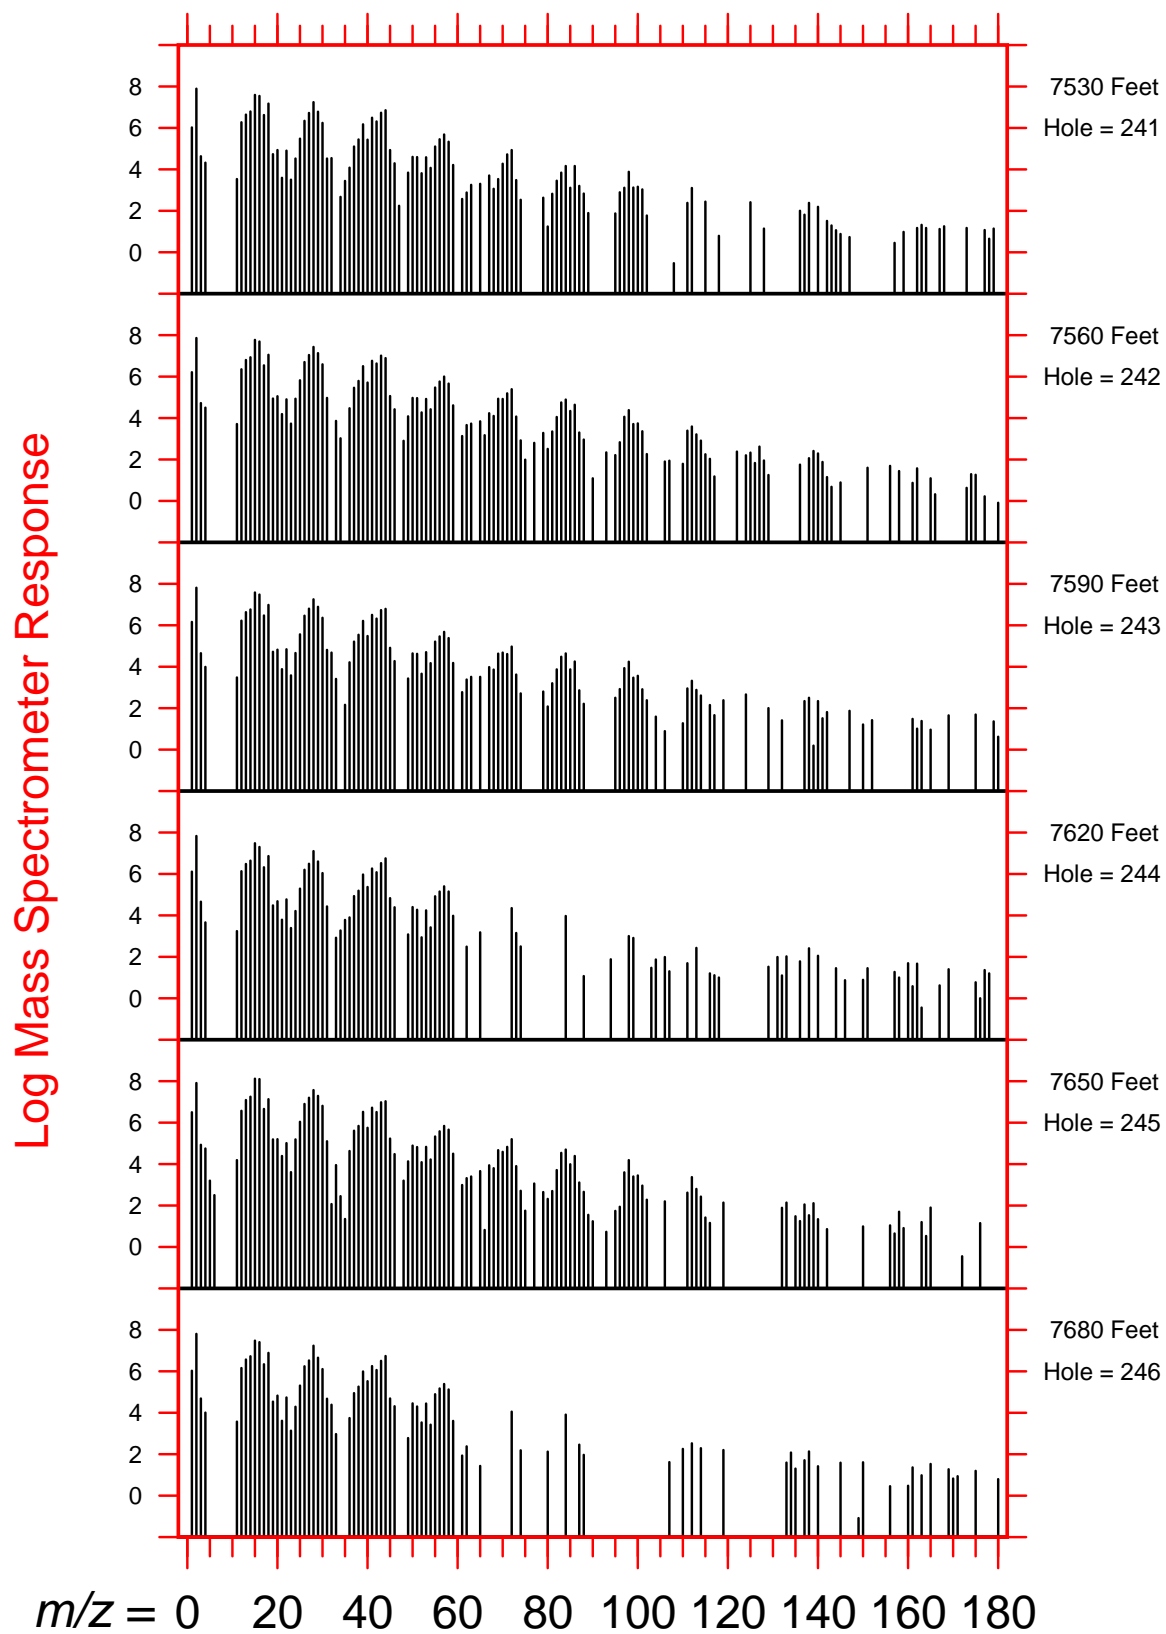 Log Mass Spectrometer Response
8
6
4
2
0
7530 Feet
Hole = 241
8
6
4
2
0
7560 Feet
Hole = 242
8
6
4
2
0
7590 Feet
Hole = 243
8
6
4
2
0
7620 Feet
Hole = 244
8
6
4
2
0
7650 Feet
Hole = 245
8
6
4
2
0
7680 Feet
Hole = 246
m/z = 0 20 40 60 80 100 120 140 160 180